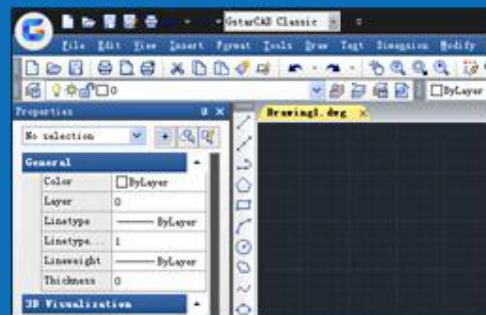 GstarCAD Classic
File Edit View Insert Format Tools Draw Text Dimension Modify
0 ByLayer
Properties
Drawing1.dwg
No selection
General
Color ByLayer
Layer 0
Linetype ByLayer
Linetype... 1
Lineweight ByLayer
Thickness 0
3D Visualization